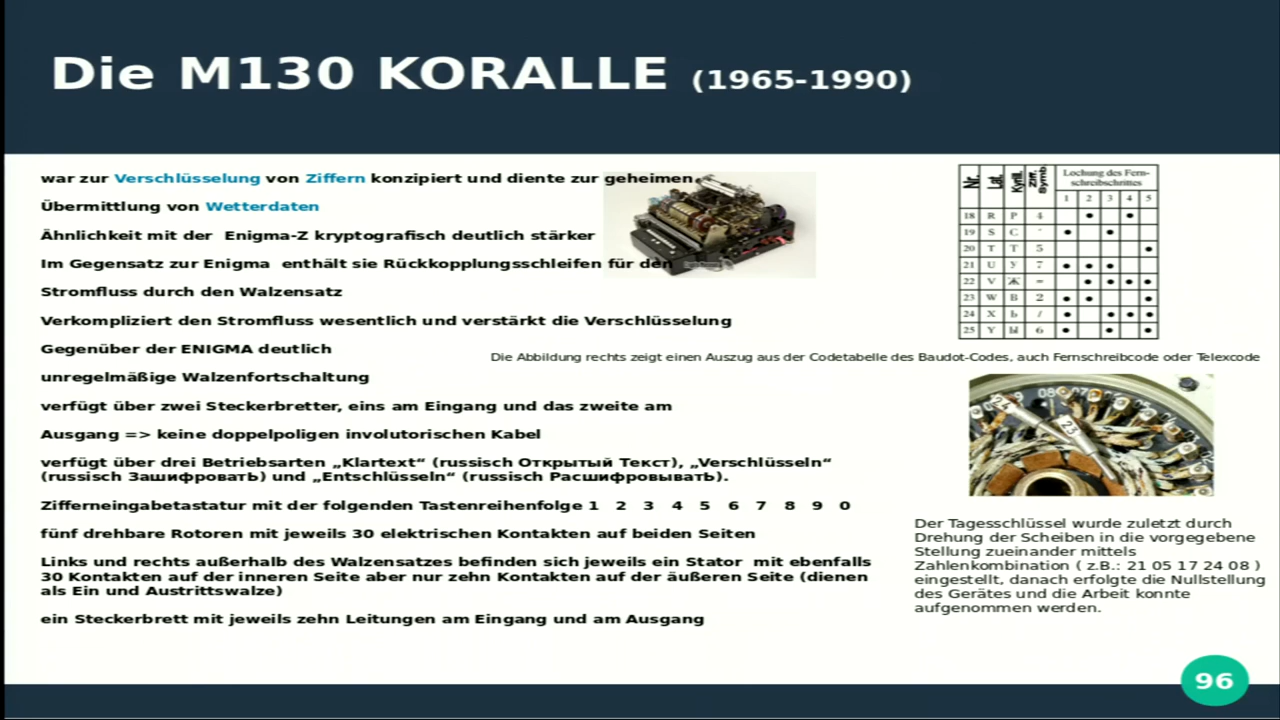 Die M130 KORALLE (1965-1990)
war zur Verschlüsselung von Ziffern konzipiert und diente zur geheimen
Übermittlung von Wetterdaten
Ähnlichkeit mit der Enigma-Z kryptografisch deutlich stärker
Im Gegensatz zur Enigma enthält sie Rückkopplungsschleifen für den
Stromfluss durch den Walzensatz
Verkompliziert den Stromfluss wesentlich und verstärkt die Verschlüsselung
Gegenüber der ENIGMA deutlich
unregelmäßige Walzenfortschaltung
verfügt über zwei Steckerbretter, eins am Eingang und das zweite am
Ausgang => keine doppelpoligen involutorischen Kabel
verfügt über drei Betriebsarten „Klartext“ (russisch Открытый Текст), „Verschlüsseln“
(russisch Зашифровать) und „Entschlüsseln“ (russisch Расшифровывать).
Zifferneingabetastatur mit der folgenden Tastenreihenfolge 1 2 3 4 5 6 7 8 9 0
fünf drehbare Rotoren mit jeweils 30 elektrischen Kontakten auf beiden Seiten
Links und rechts außerhalb des Walzensatzes befinden sich jeweils ein Stator mit ebenfalls
30 Kontakten auf der inneren Seite aber nur zehn Kontakten auf der äußeren Seite (dienen
als Ein und Austrittswalze)
ein Steckerbrett mit jeweils zehn Leitungen am Eingang und am Ausgang
Nr. Lat. Kyril. Ziff. Symb Lochung des Fern-
schreibschrittes
1 2 3 4 5
18 R Р 4 ● ●
19 S С ' ● ●
20 T Т 5 ●
21 U У 7 ● ● ●
22 V Ж = ● ● ● ●
23 W В 2 ● ● ●
24 X Ь / ● ● ● ●
25 Y Ы 6 ● ● ●
Die Abbildung rechts zeigt einen Auszug aus der Codetabelle des Baudot-Codes, auch Fernschreibcode oder Telexcode
08 07
24
23
Der Tagesschlüssel wurde zuletzt durch
Drehung der Scheiben in die vorgegebene
Stellung zueinander mittels
Zahlenkombination ( z.B.: 21 05 17 24 08 )
eingestellt, danach erfolgte die Nullstellung
des Gerätes und die Arbeit konnte
aufgenommen werden.
96